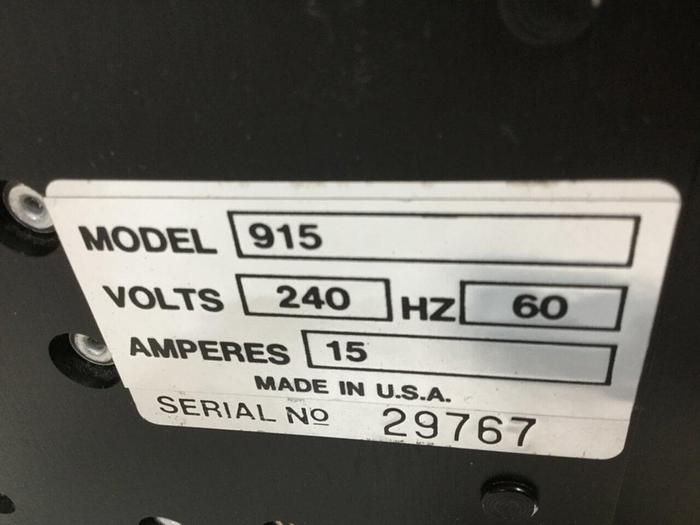 MODEL 915
VOLTS 240 HZ 60
AMPERES 15
MADE IN U.S.A.
SERIAL No 29767